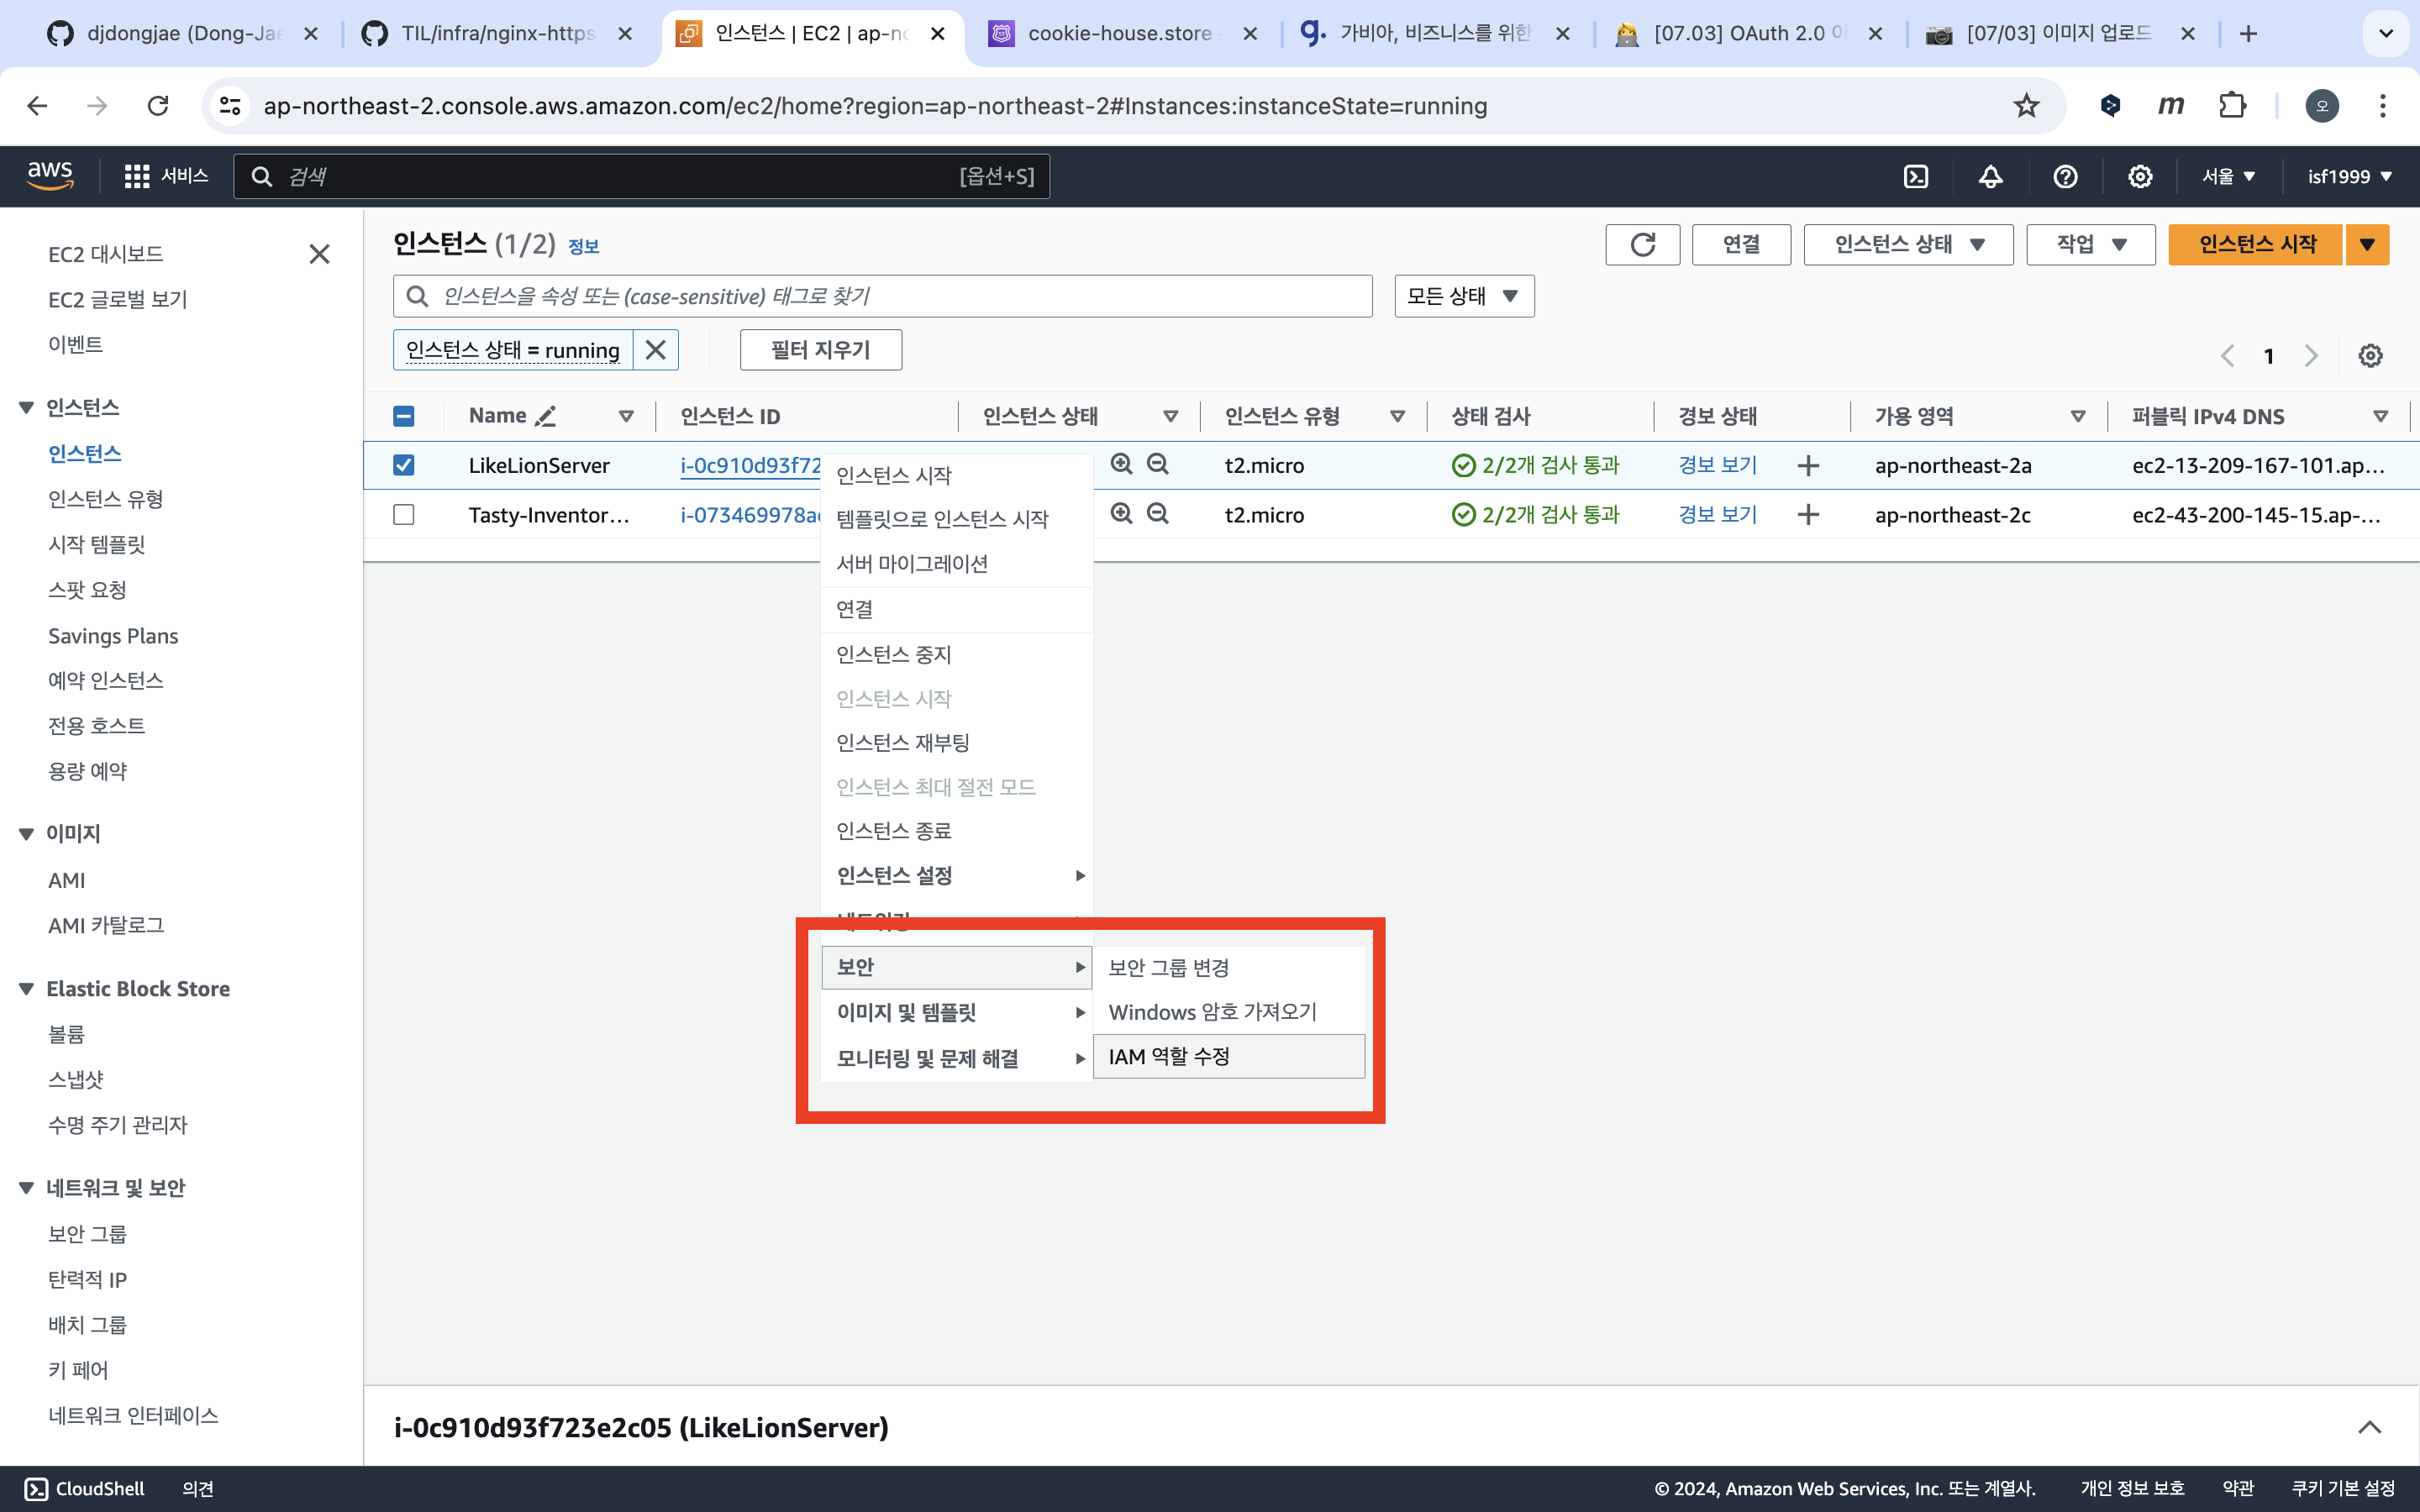 djdongjae (Dong-Jae
TIL/infra/nginx-https
인스턴스 | EC2 | ap-no
cookie-house.store
가비아, 비즈니스를 위한
[07.03] OAuth 2.0 이
[07/03] 이미지 업로드
ap-northeast-2.console.aws.amazon.com/ec2/home?region=ap-northeast-2#Instances:instanceState=running
m
오
aws
서비스
검색
[옵션+S]
서울
isf1999
EC2 대시보드
EC2 글로벌 보기
이벤트
인스턴스
인스턴스
인스턴스 유형
시작 템플릿
스팟 요청
Savings Plans
예약 인스턴스
전용 호스트
용량 예약
이미지
AMI
AMI 카탈로그
Elastic Block Store
볼륨
스냅샷
수명 주기 관리자
네트워크 및 보안
보안 그룹
탄력적 IP
배치 그룹
키 페어
네트워크 인터페이스
인스턴스 (1/2) 정보
연결
인스턴스 상태
작업
인스턴스 시작
인스턴스을 속성 또는 (case-sensitive) 태그로 찾기
모든 상태
인스턴스 상태 = running
필터 지우기
1
Name 인스턴스 ID 인스턴스 상태 인스턴스 유형 상태 검사 경보 상태 가용 영역 퍼블릭 IPv4 DNS
LikeLionServer i-0c910d93f72 t2.micro 2/2개 검사 통과 경보 보기 ap-northeast-2a ec2-13-209-167-101.ap...
Tasty-Inventor... i-073469978a t2.micro 2/2개 검사 통과 경보 보기 ap-northeast-2c ec2-43-200-145-15.ap-...
인스턴스 시작
템플릿으로 인스턴스 시작
서버 마이그레이션
연결
인스턴스 중지
인스턴스 시작
인스턴스 재부팅
인스턴스 최대 절전 모드
인스턴스 종료
인스턴스 설정
네트워킹
보안
이미지 및 템플릿
모니터링 및 문제 해결
보안 그룹 변경
Windows 암호 가져오기
IAM 역할 수정
i-0c910d93f723e2c05 (LikeLionServer)
CloudShell
의견
© 2024, Amazon Web Services, Inc. 또는 계열사.
개인 정보 보호
약관
쿠키 기본 설정